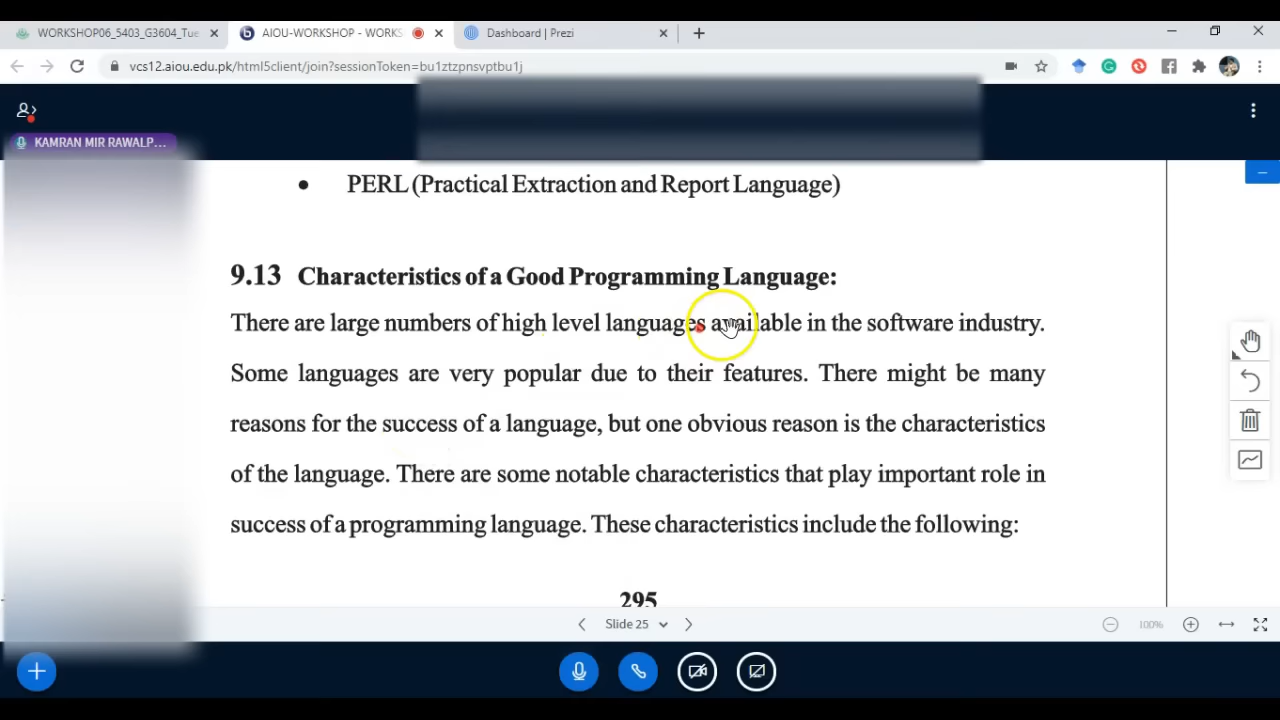 WORKSHOP06_5403_G3604_Tue
AIOU-WORKSHOP - WORKS
Dashboard | Prezi
vcs12.aiou.edu.pk/html5client/join?sessionToken=bu1ztzpnsvptbu1j
KAMRAN MIR RAWALP...
• PERL (Practical Extraction and Report Language)
9.13 Characteristics of a Good Programming Language:
There are large numbers of high level languages available in the software industry.
Some languages are very popular due to their features. There might be many
reasons for the success of a language, but one obvious reason is the characteristics
of the language. There are some notable characteristics that play important role in
success of a programming language. These characteristics include the following:
295
Slide 25
100%